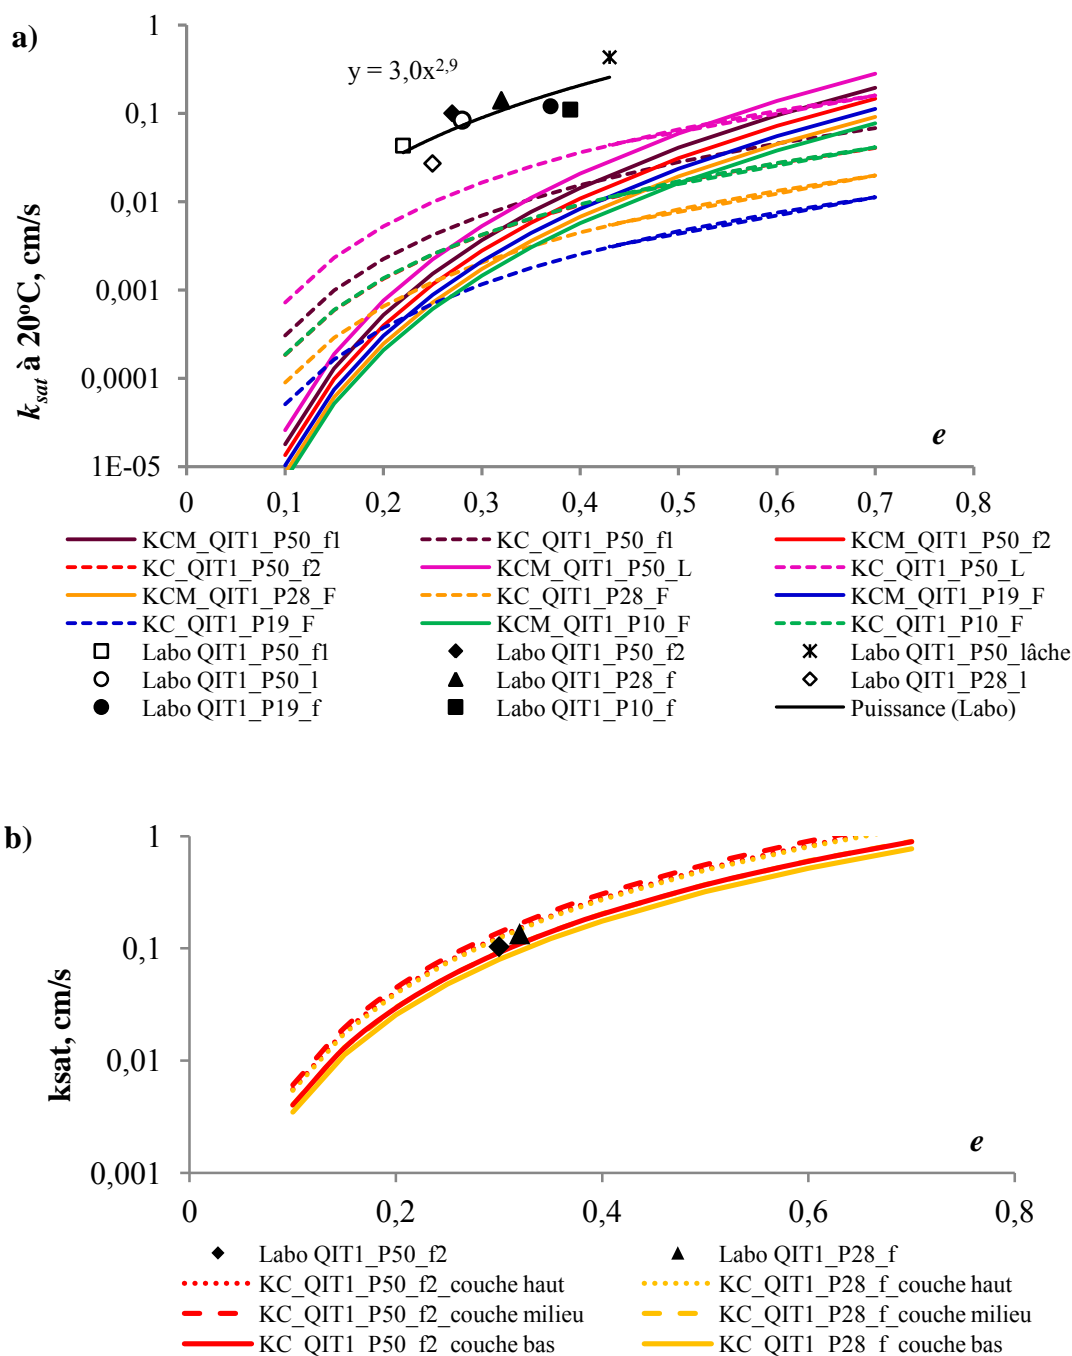 a)
1
y = 3,0x^2,9
0,1
0,01
0,001
0,0001
1E-05
k_sat à 20°C, cm/s
e
0 0,1 0,2 0,3 0,4 0,5 0,6 0,7 0,8
KCM_QIT1_P50_f1 KC_QIT1_P50_f1 KCM_QIT1_P50_f2
KC_QIT1_P50_f2 KCM_QIT1_P50_L KC_QIT1_P50_L
KCM_QIT1_P28_F KC_QIT1_P28_F KCM_QIT1_P19_F
KC_QIT1_P19_F KCM_QIT1_P10_F KC_QIT1_P10_F
Labo QIT1_P50_f1 Labo QIT1_P50_f2 Labo QIT1_P50_lâche
Labo QIT1_P50_l Labo QIT1_P28_f Labo QIT1_P28_l
Labo QIT1_P19_f Labo QIT1_P10_f Puissance (Labo)
b)
1
0,1
0,01
0,001
ksat, cm/s
e
0 0,2 0,4 0,6 0,8
Labo QIT1_P50_f2 Labo QIT1_P28_f
KC_QIT1_P50_f2_couche haut KC_QIT1_P28_f_couche haut
KC_QIT1_P50_f2_couche milieu KC_QIT1_P28_f_couche milieu
KC_QIT1_P50_f2_couche bas KC_QIT1_P28_f_couche bas